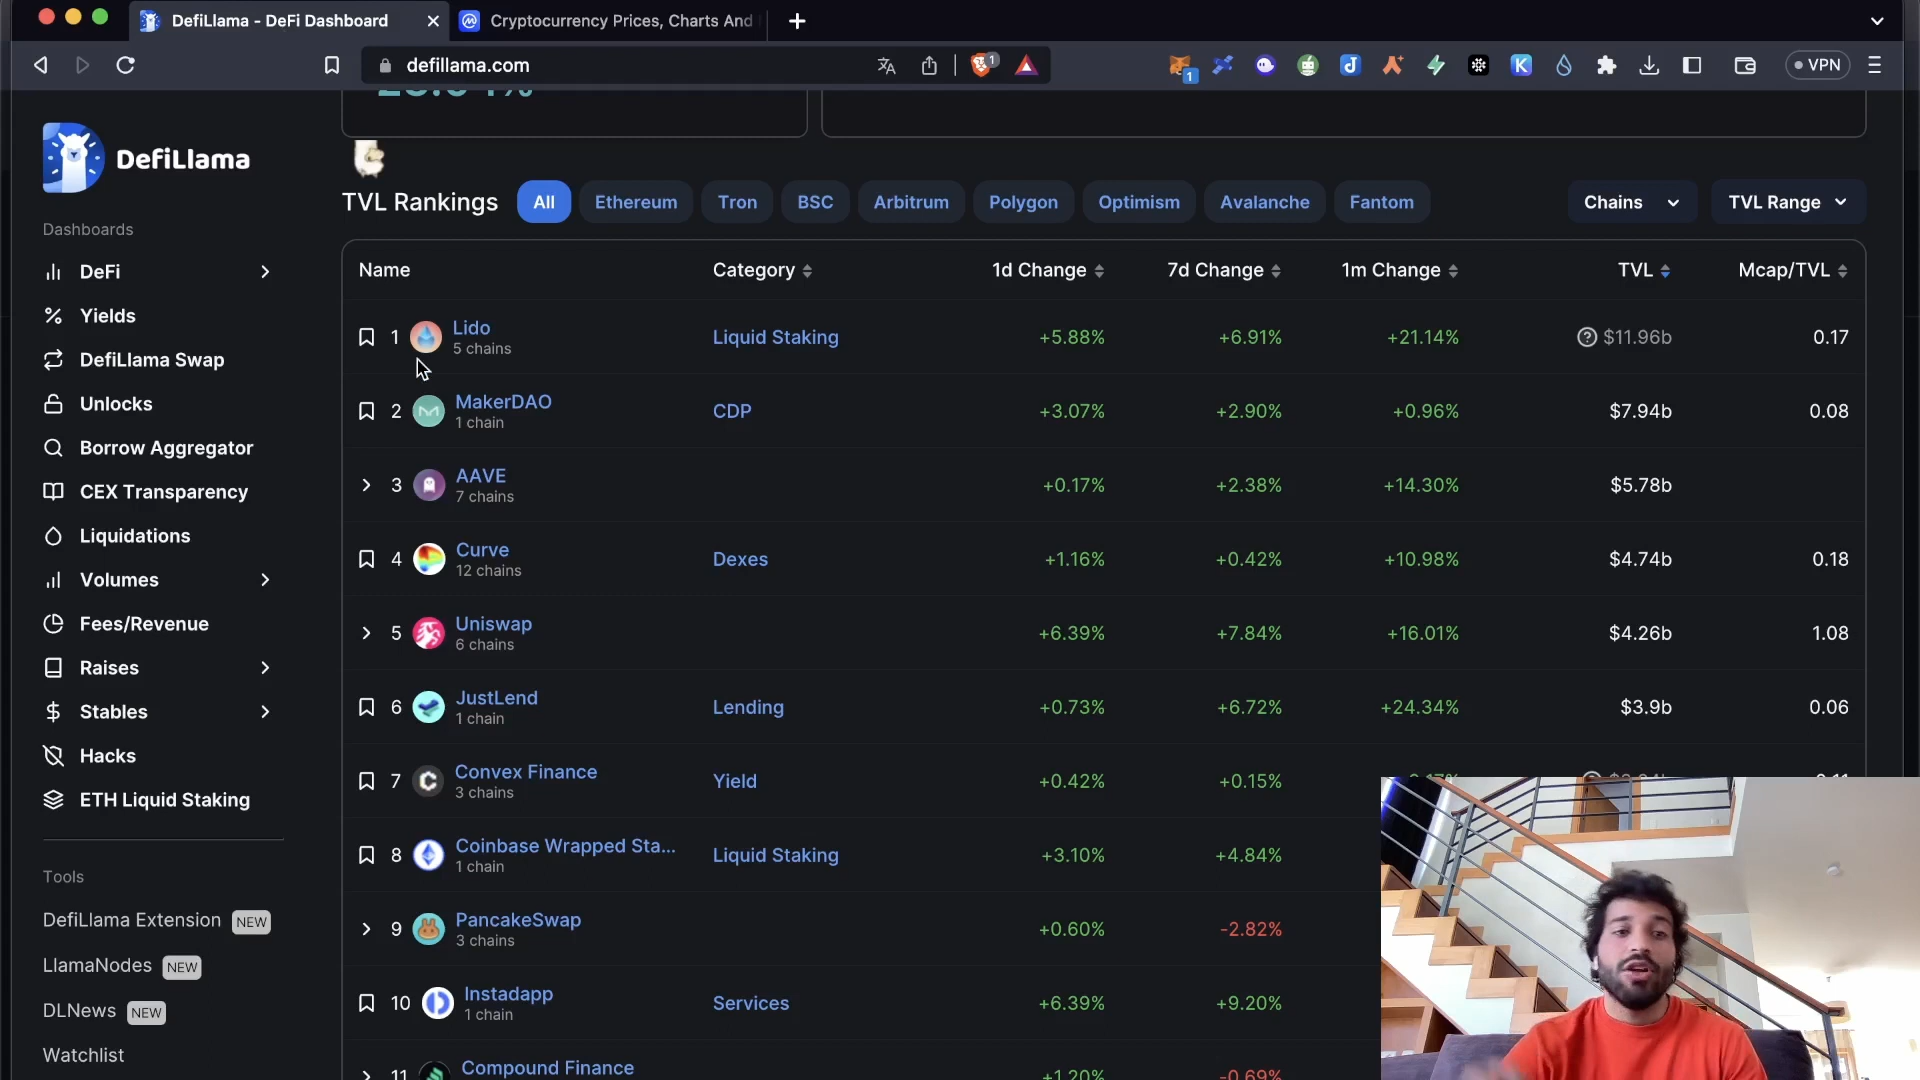 DefiLlama - DeFi Dashboard
Cryptocurrency Prices, Charts And
defillama.com
1
1
VPN
DefiLlama
Dashboards
DeFi
Yields
DefiLlama Swap
Unlocks
Borrow Aggregator
CEX Transparency
Liquidations
Volumes
Fees/Revenue
Raises
Stables
Hacks
ETH Liquid Staking
Tools
DefiLlama Extension NEW
LlamaNodes NEW
DLNews NEW
Watchlist
TVL Rankings All Ethereum Tron BSC Arbitrum Polygon Optimism Avalanche Fantom Chains TVL Range
Name Category 1d Change 7d Change 1m Change TVL Mcap/TVL
1 Lido Liquid Staking +5.88% +6.91% +21.14% $11.96b 0.17
5 chains
2 MakerDAO CDP +3.07% +2.90% +0.96% $7.94b 0.08
1 chain
3 AAVE +0.17% +2.38% +14.30% $5.78b
7 chains
4 Curve Dexes +1.16% +0.42% +10.98% $4.74b 0.18
12 chains
5 Uniswap +6.39% +7.84% +16.01% $4.26b 1.08
6 chains
6 JustLend Lending +0.73% +6.72% +24.34% $3.9b 0.06
1 chain
7 Convex Finance Yield +0.42% +0.15%
3 chains
8 Coinbase Wrapped Sta... Liquid Staking +3.10% +4.84%
1 chain
9 PancakeSwap +0.60% -2.82%
3 chains
10 Instadapp Services +6.39% +9.20%
1 chain
11 Compound Finance +1.20% -0.69%